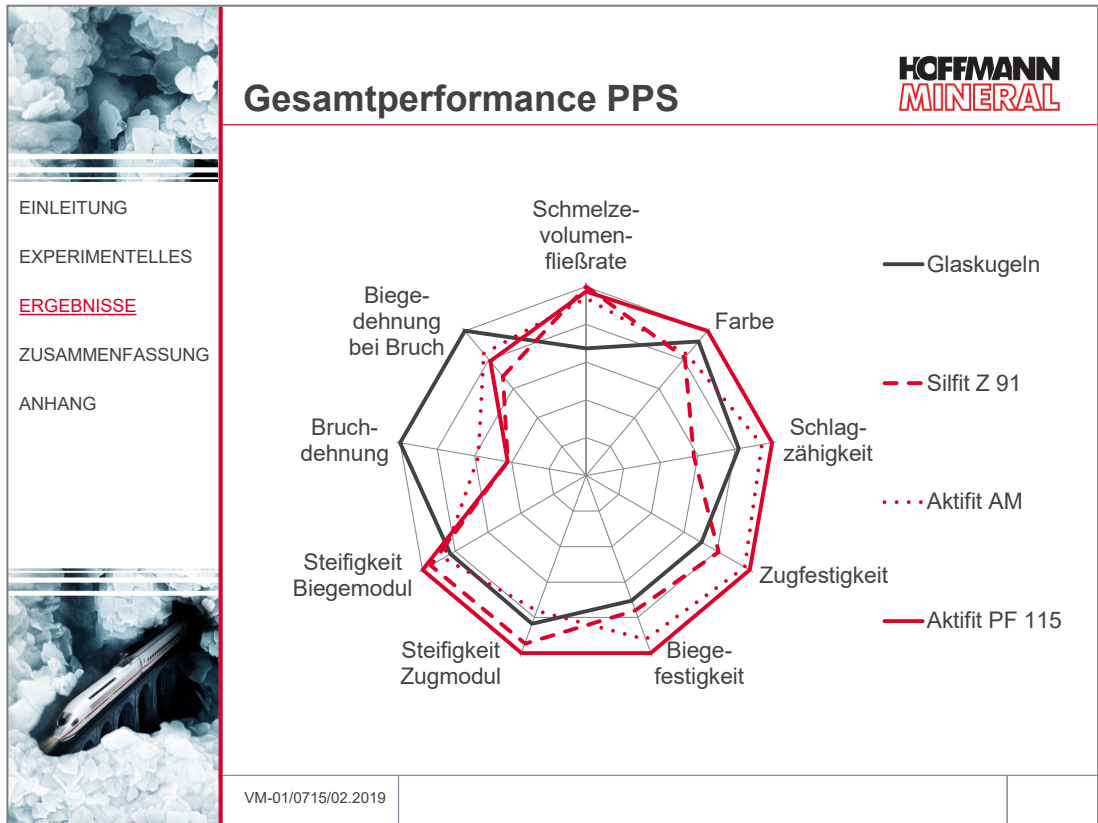 Gesamtperformance PPS
HOFFMANN
MINERAL
EINLEITUNG
EXPERIMENTELLES
ERGEBNISSE
ZUSAMMENFASSUNG
ANHANG
Schmelze-
volumen-
fließrate
Farbe
Schlag-
zähigkeit
Zugfestigkeit
Biege-
festigkeit
Steifigkeit
Zugmodul
Steifigkeit
Biegemodul
Bruch-
dehnung
Biege-
dehnung
bei Bruch
Glaskugeln
Silfit Z 91
Aktifit AM
Aktifit PF 115
VM-01/0715/02.2019